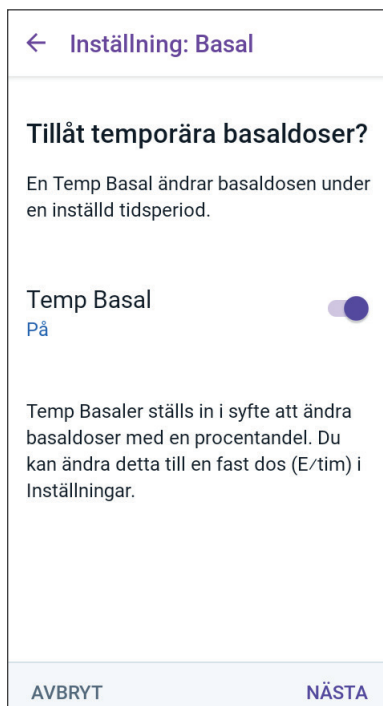 ← Inställning: Basal
Tillåt temporära basaldoser?
En Temp Basal ändrar basaldosen under
en inställd tidsperiod.
Temp Basal
På
Temp Basaler ställs in i syfte att ändra
basaldoser med en procentandel. Du
kan ändra detta till en fast dos (E/tim) i
Inställningar.
AVBRYT
NÄSTA